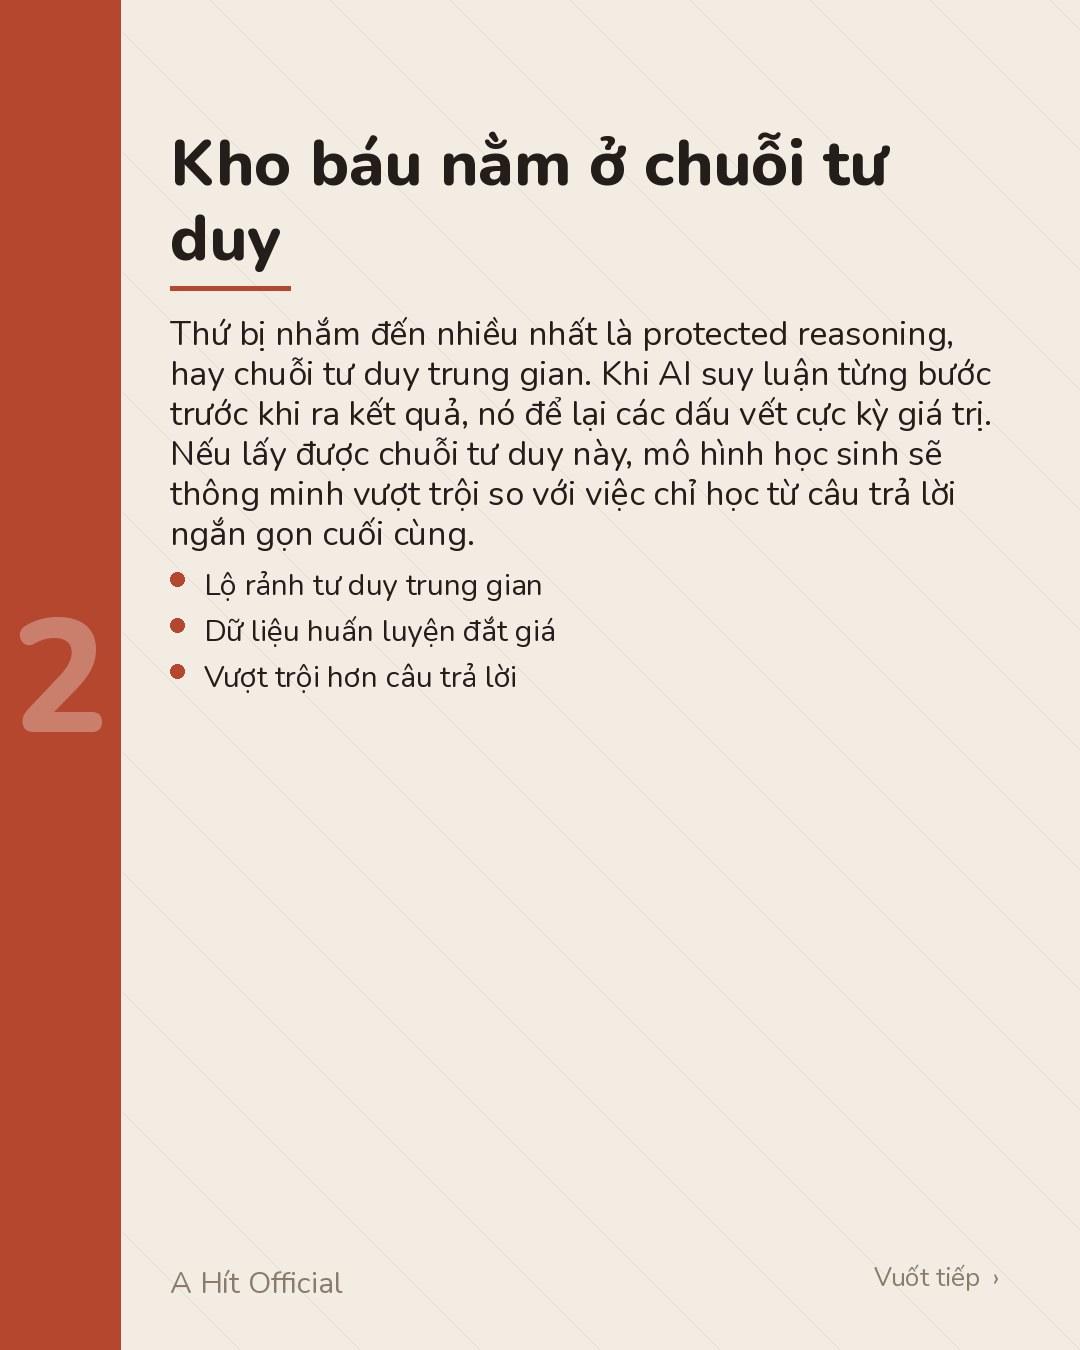 Kho báu nằm ở chuỗi tư
duy
Thứ bị nhắm đến nhiều nhất là protected reasoning,
hay chuỗi tư duy trung gian. Khi AI suy luận từng bước
trước khi ra kết quả, nó để lại các dấu vết cực kỳ giá trị.
Nếu lấy được chuỗi tư duy này, mô hình học sinh sẽ
thông minh vượt trội so với việc chỉ học từ câu trả lời
ngắn gọn cuối cùng.
Lộ rảnh tư duy trung gian
Dữ liệu huấn luyện đắt giá
Vượt trội hơn câu trả lời
2
A Hít Official
Vuốt tiếp ›